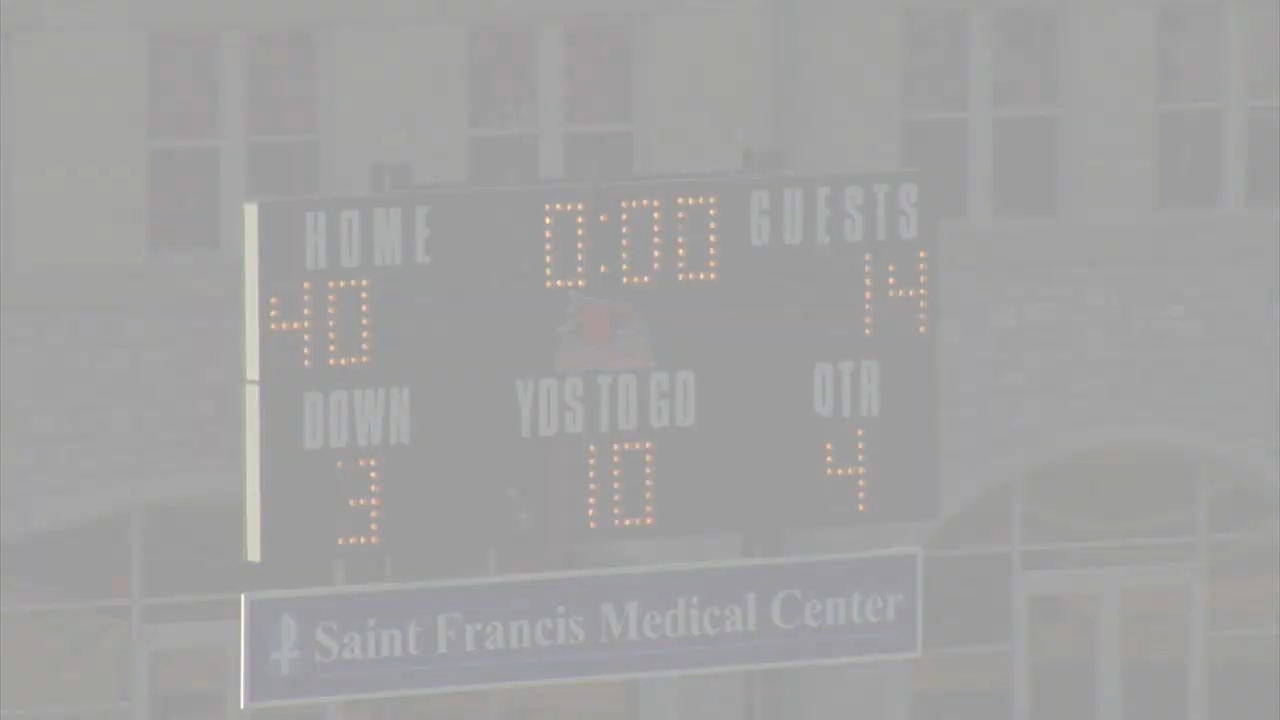 HOME 0:00 GUESTS
40 14
DOWN YDS TO GO QTR
3 10 4
Saint Francis Medical Center